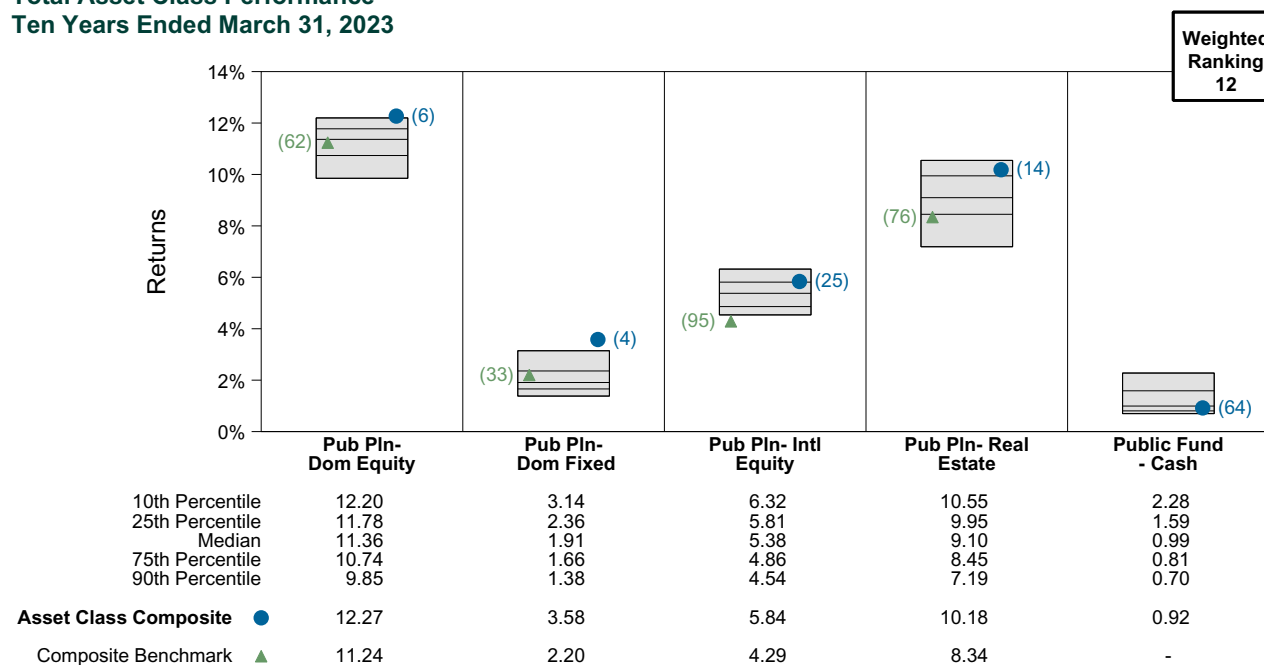 Total Asset Class Performance
Ten Years Ended March 31, 2023
Weighted
Ranking
12
Returns
14%
12%
10%
8%
6%
4%
2%
0%
(62)
(6)
(33)
(4)
(95)
(25)
(76)
(14)
(64)
Pub Pln- Dom Equity
Pub Pln- Dom Fixed
Pub Pln- Intl Equity
Pub Pln- Real Estate
Public Fund - Cash
10th Percentile 12.20 3.14 6.32 10.55 2.28
25th Percentile 11.78 2.36 5.81 9.95 1.59
Median 11.36 1.91 5.38 9.10 0.99
75th Percentile 10.74 1.66 4.86 8.45 0.81
90th Percentile 9.85 1.38 4.54 7.19 0.70
Asset Class Composite 12.27 3.58 5.84 10.18 0.92
Composite Benchmark 11.24 2.20 4.29 8.34 -